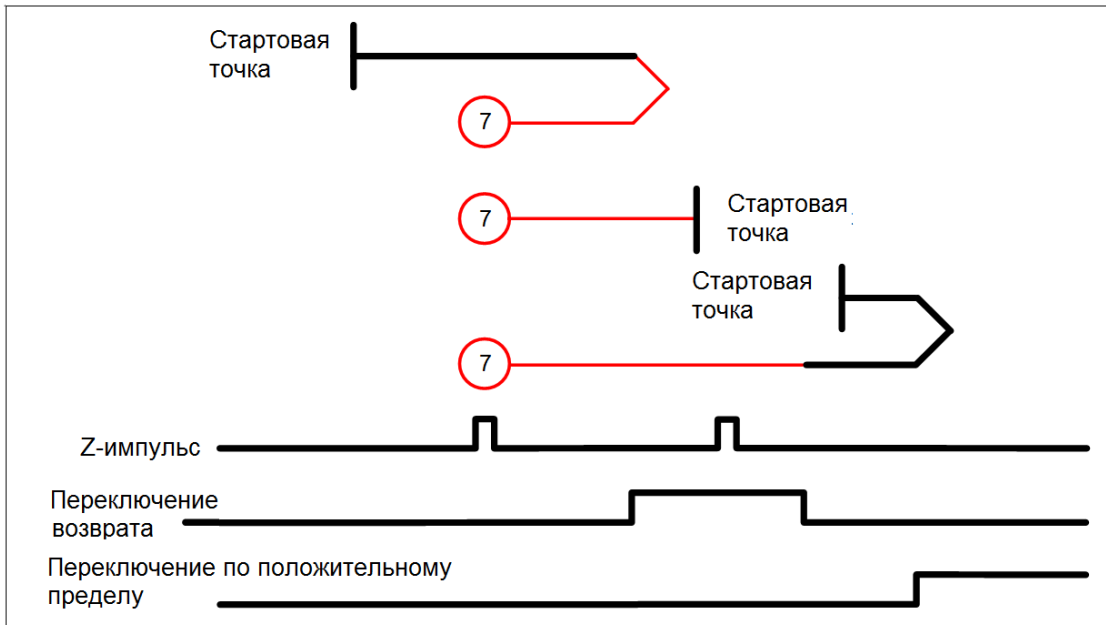 Стартовая
точка
7
7
Стартовая
точка
Стартовая
точка
7
Z-импульс
Переключение
возврата
Переключение по положительному
пределу